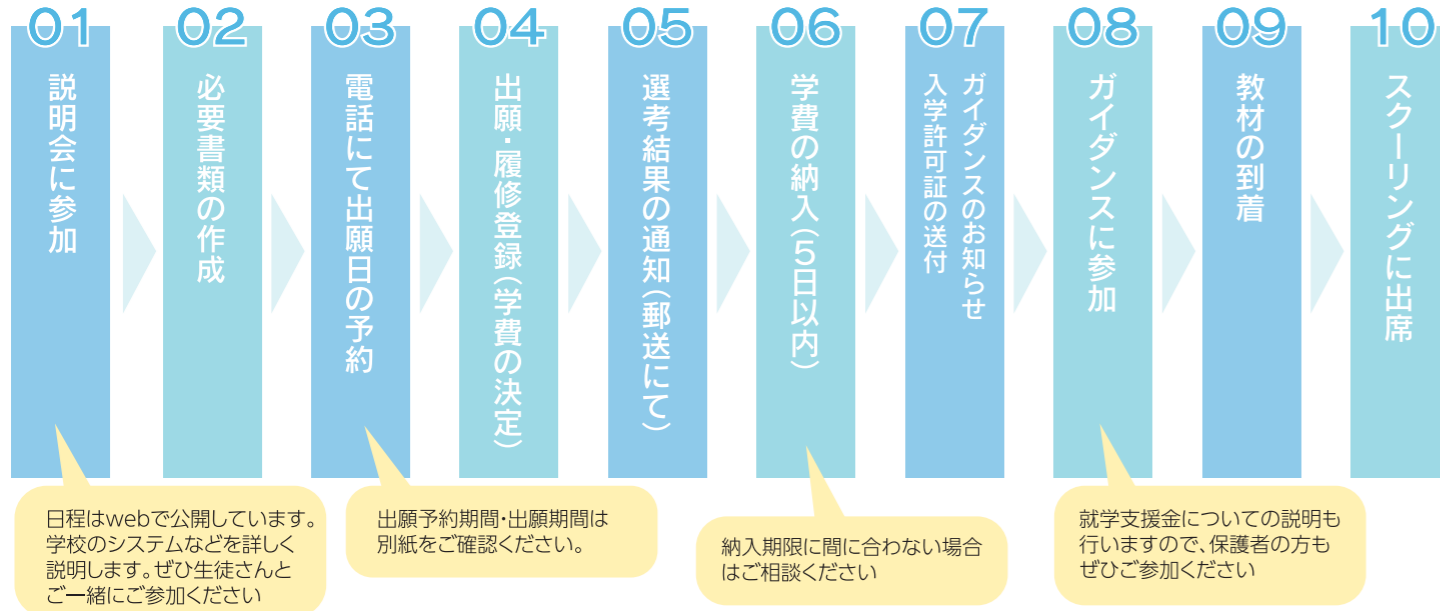 01
説明会に参加
02
必要書類の作成
03
電話にて出願日の予約
04
出願・履修登録(学費の決定)
05
選考結果の通知(郵送にて)
06
学費の納入(5日以内)
07
ガイダンスのお知らせ
入学許可証の送付
08
ガイダンスに参加
09
教材の到着
10
スクーリングに出席
日程はwebで公開しています。
学校のシステムなどを詳しく
説明します。ぜひ生徒さんと
ご一緒にご参加ください
出願予約期間・出願期間は
別紙をご確認ください。
納入期限に間に合わない場合
はご相談ください
就学支援金についての説明も
行いますので、保護者の方も
ぜひご参加ください